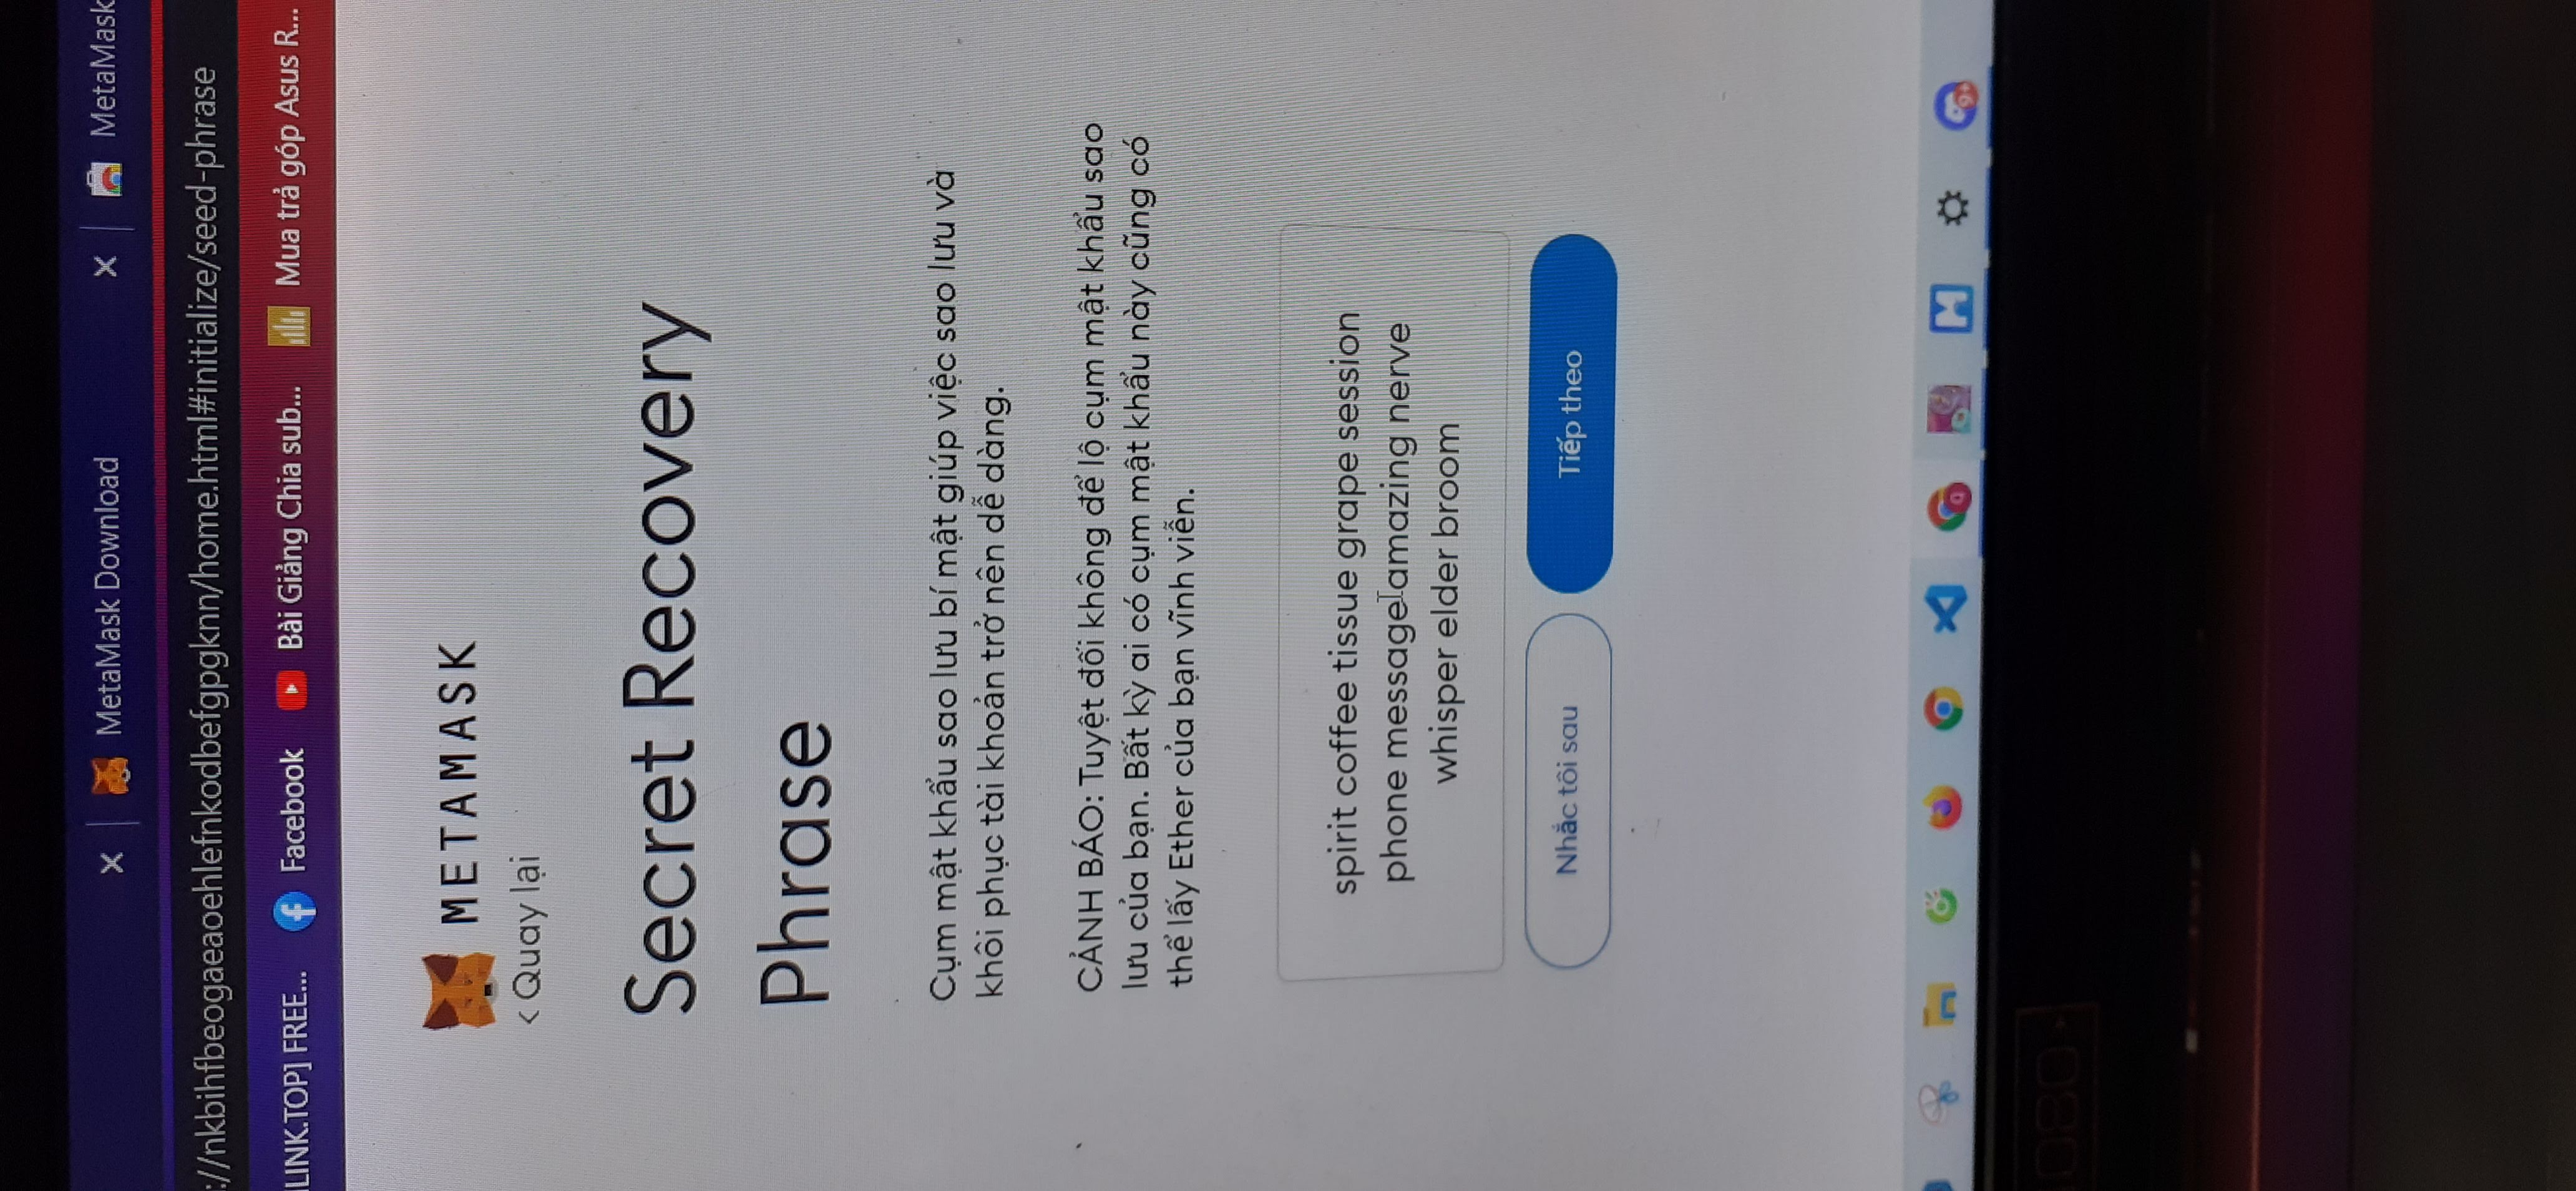 MetaMask Download
MetaMask
://nkbihfbeogaeaoehlefnkodbefgpgknn/home.html#initialize/seed-phrase
LINK.TOP] FREE...
Facebook
Bài Giảng Chia sub...
Mua trả góp Asus R...
METAMASK
< Quay lại
Secret Recovery
Phrase
Cụm mật khẩu sao lưu bí mật giúp việc sao lưu và
khôi phục tài khoản trở nên dễ dàng.
CẢNH BÁO: Tuyệt đối không để lộ cụm mật khẩu sao
lưu của bạn. Bất kỳ ai có cụm mật khẩu này cũng có
thể lấy Ether của bạn vĩnh viễn.
spirit coffee tissue grape session
phone message amazing nerve
whisper elder broom
Nhắc tôi sau
Tiếp theo
9+